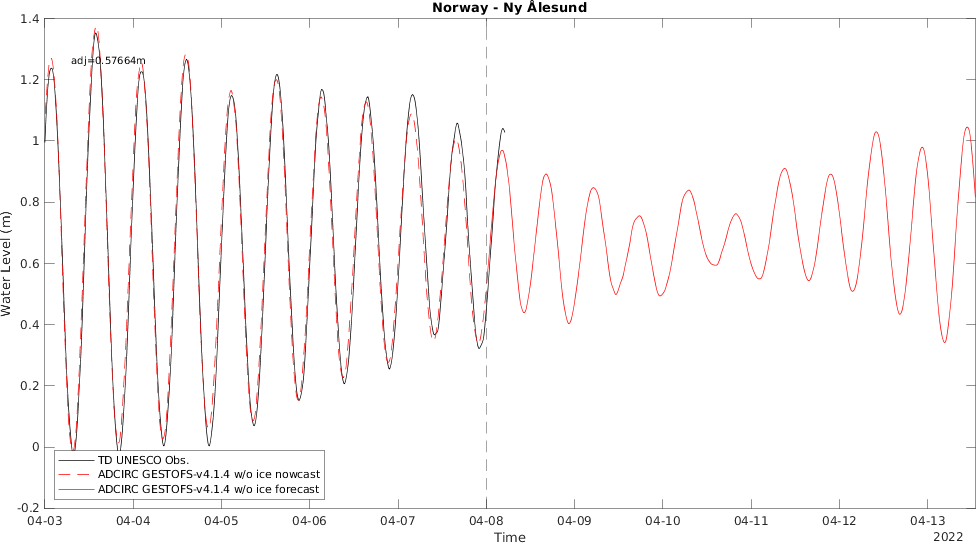 Norway - Ny Ålesund
1.4
adj=0.57664m
1.2
1
0.8
0.6
0.4
0.2
0
-0.2
Water Level (m)
TD UNESCO Obs.
ADCIRC GESTOFS-v4.1.4 w/o ice nowcast
ADCIRC GESTOFS-v4.1.4 w/o ice forecast
04-03 04-04 04-05 04-06 04-07 04-08 04-09 04-10 04-11 04-12 04-13
Time
2022